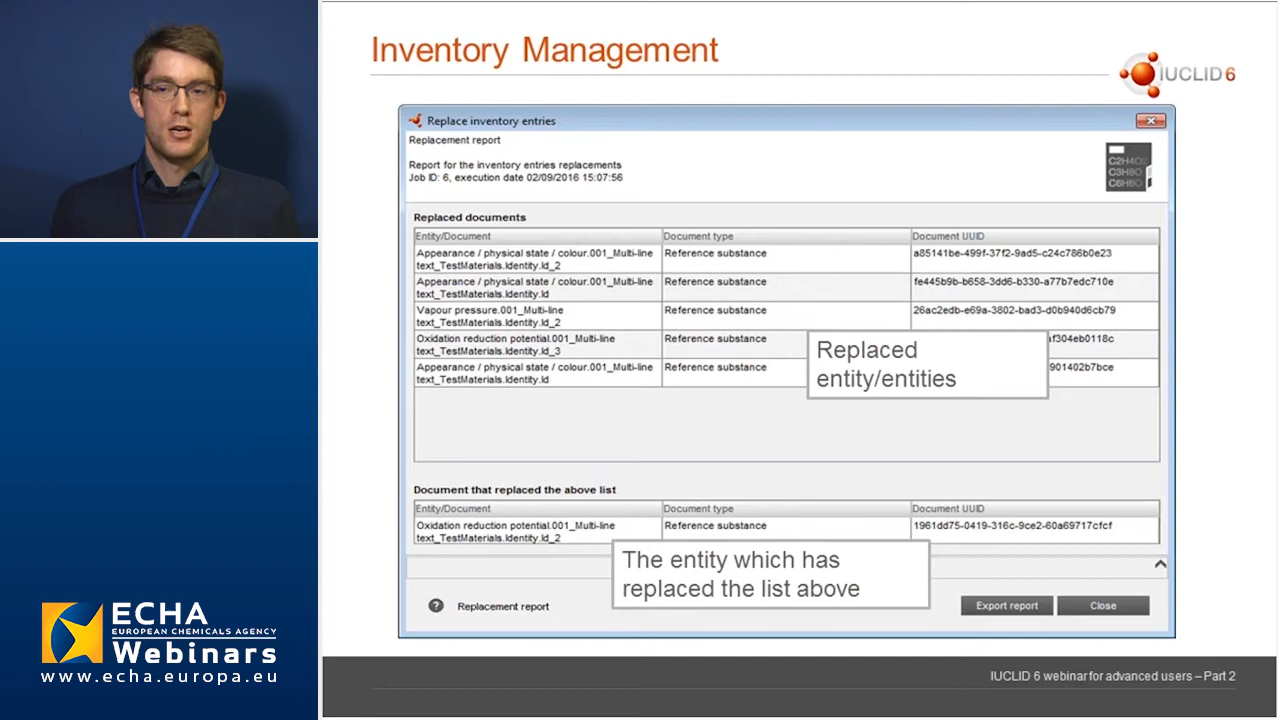 Inventory Management
IUCLID 6
Replace inventory entries
Replacement report
Report for the inventory entries replacements
Job ID: 6, execution date 02/09/2016 15:07:56
C2H4O2
C3H8O
C6H6O
Replaced documents
Entity/Document Document type Document UUID
Appearance / physical state / colour.001_Multi-line
text_TestMaterials.Identity.Id_2 Reference substance a85141be-499f-37f2-9ad5-c24c786b0e23
Appearance / physical state / colour.001_Multi-line
text_TestMaterials.Identity.Id Reference substance fe445b9b-b658-3dd6-b330-a77b7edc710e
Vapour pressure.001_Multi-line
text_TestMaterials.Identity.Id_2 Reference substance 26ac2edb-e69a-3802-bad3-d0b940d6cb79
Oxidation reduction potential.001_Multi-line
text_TestMaterials.Identity.Id_3 Reference substance af304eb0118c
Appearance / physical state / colour.001_Multi-line
text_TestMaterials.Identity.Id Reference substance 901402b7bce
Replaced
entity/entities
Document that replaced the above list
Entity/Document Document type Document UUID
Oxidation reduction potential.001_Multi-line
text_TestMaterials.Identity.Id_2 Reference substance 1961dd75-0419-316c-9ce2-60a69717cfcf
The entity which has
replaced the list above
Replacement report
Export report
Close
ECHA
EUROPEAN CHEMICALS AGENCY
Webinars
www.echa.europa.eu
IUCLID 6 webinar for advanced users – Part 2